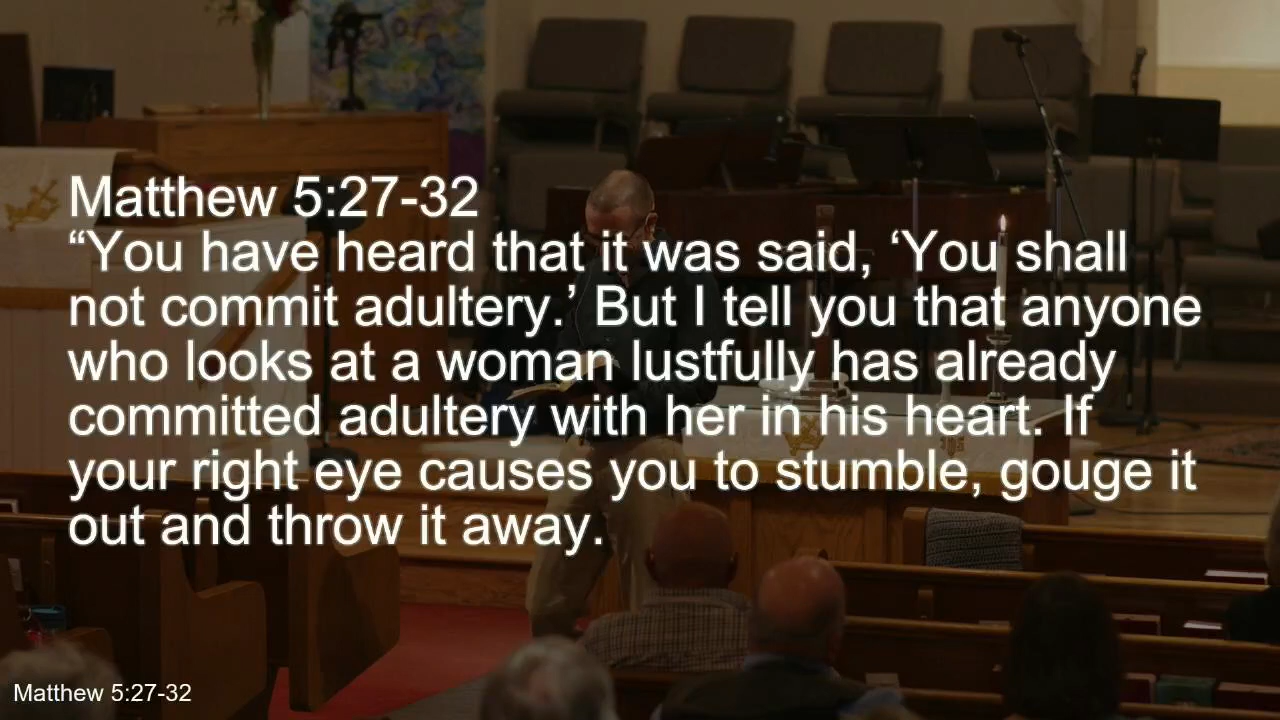 Matthew 5:27-32
“You have heard that it was said, ‘You shall
not commit adultery.’ But I tell you that anyone
who looks at a woman lustfully has already
committed adultery with her in his heart. If
your right eye causes you to stumble, gouge it
out and throw it away.
Matthew 5:27-32